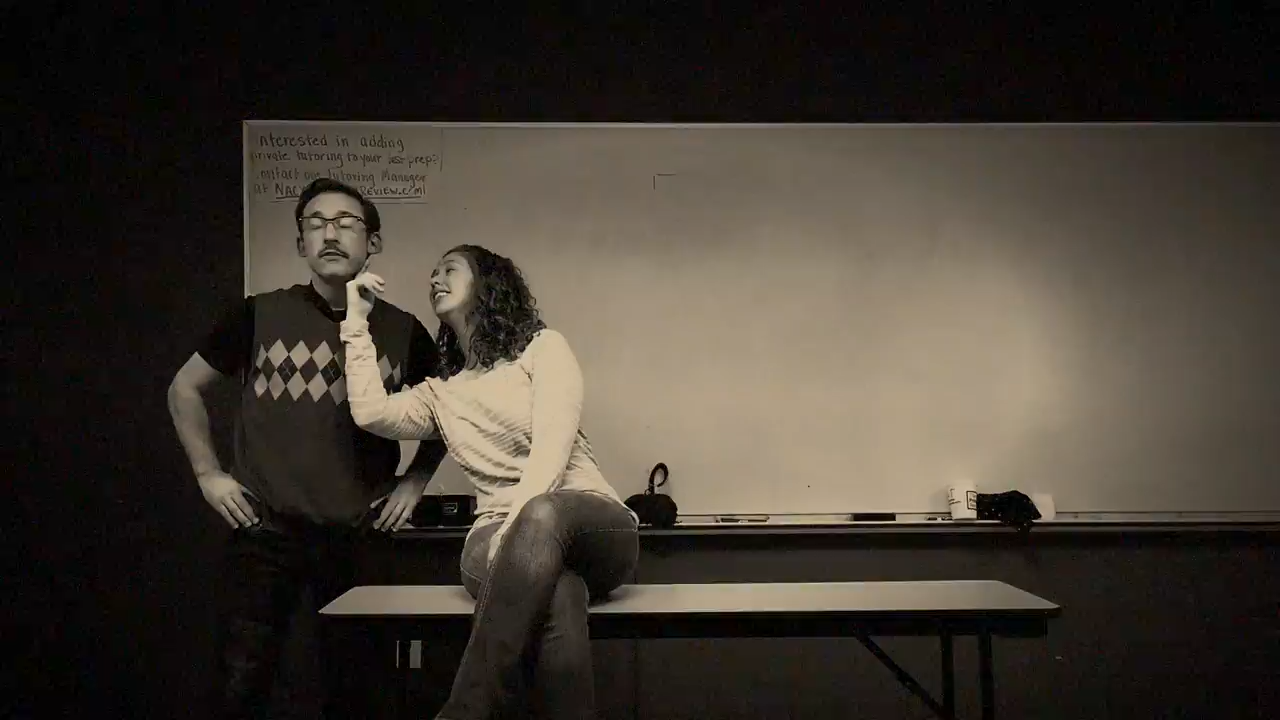 nterested in adding
rivate tutoring to your test prep?
ontact our Tutoring Manager
at